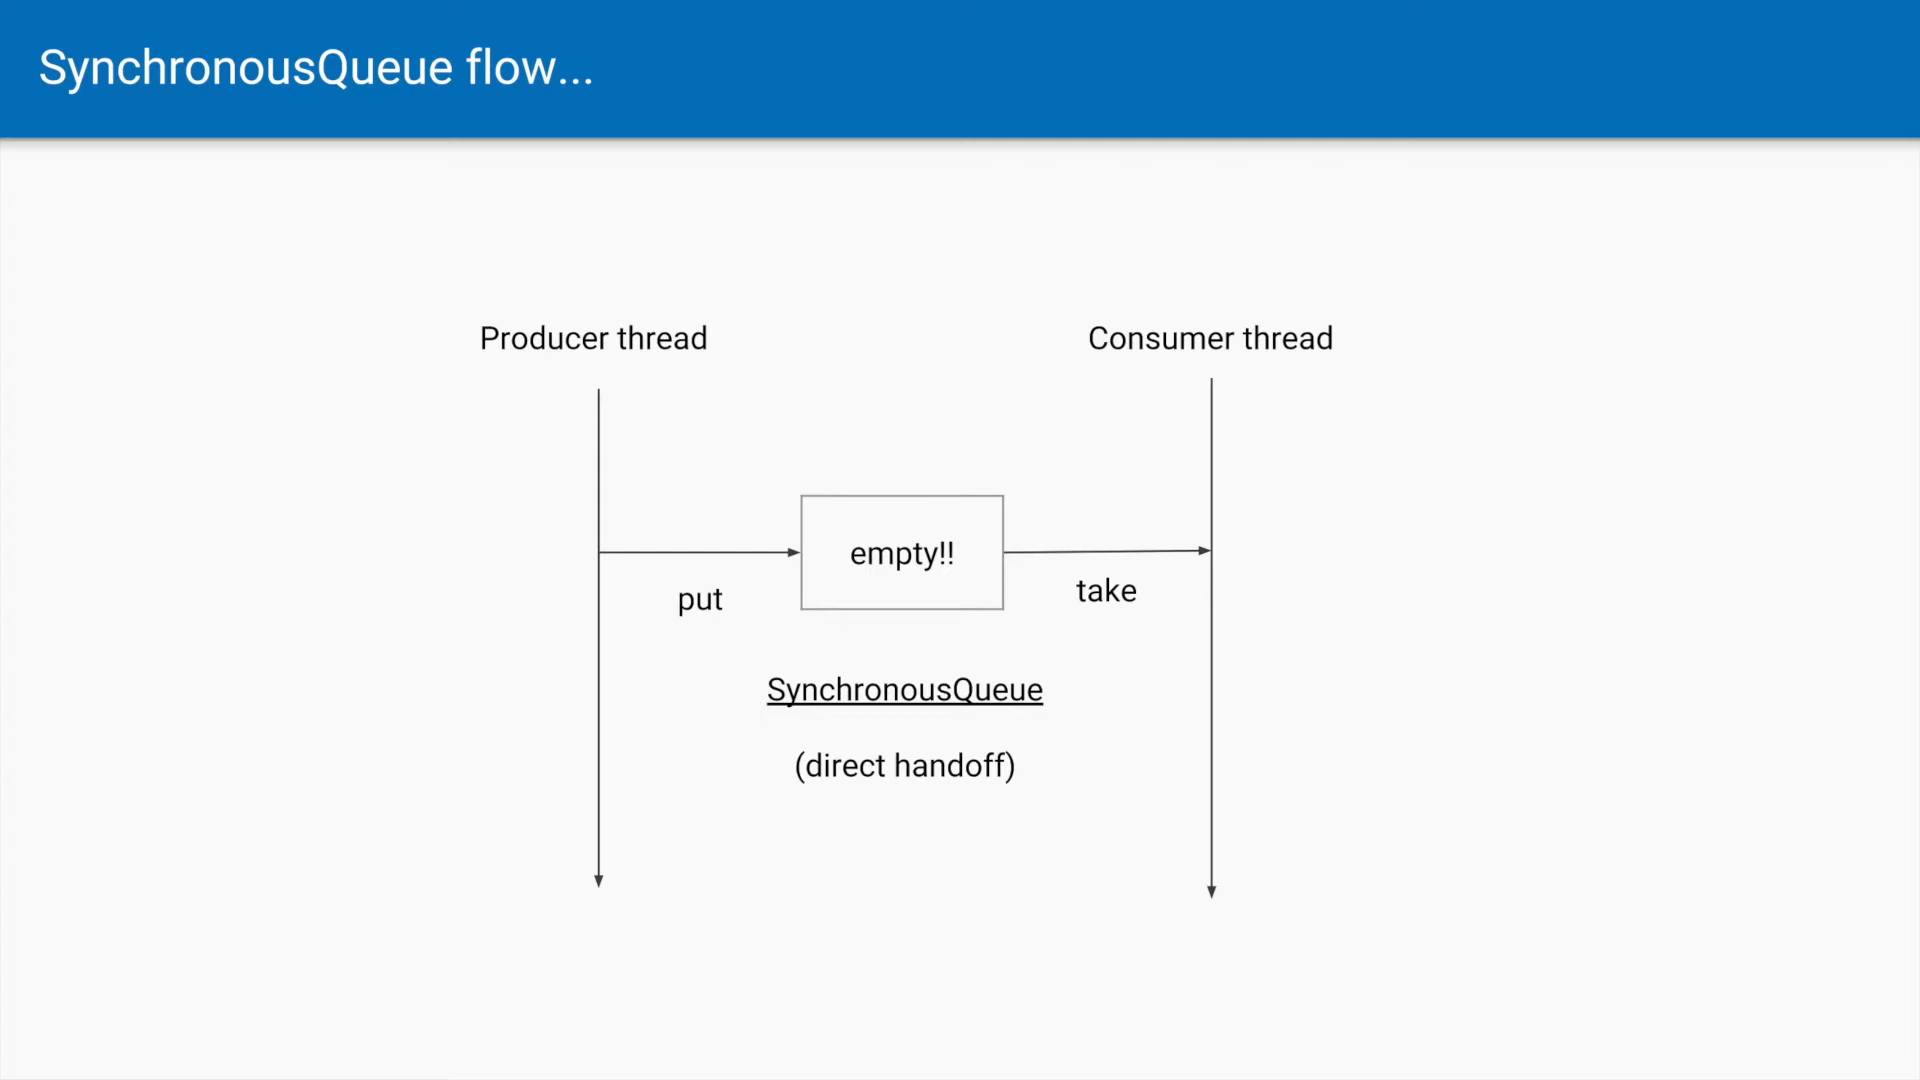 SynchronousQueue flow...
Producer thread
Consumer thread
empty!!
put
take
SynchronousQueue
(direct handoff)